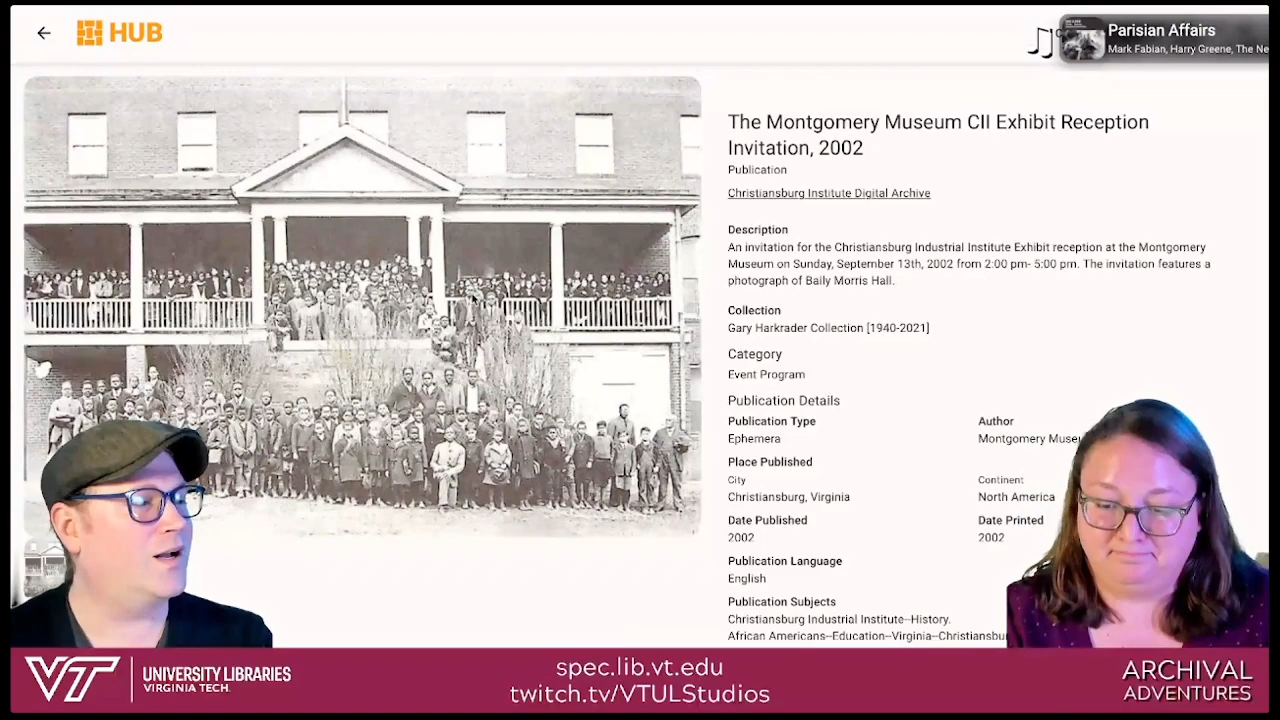 HUB
Parisian Affairs
Mark Fabian, Harry Greene, The Ne
The Montgomery Museum CII Exhibit Reception
Invitation, 2002
Publication
Christiansburg Institute Digital Archive
Description
An invitation for the Christiansburg Industrial Institute Exhibit reception at the Montgomery
Museum on Sunday, September 13th, 2002 from 2:00 pm- 5:00 pm. The invitation features a
photograph of Baily Morris Hall.
Collection
Gary Harkrader Collection [1940-2021]
Category
Event Program
Publication Details
Publication Type
Author
Ephemera
Montgomery Museu
Place Published
City
Continent
Christiansburg, Virginia
North America
Date Published
Date Printed
2002
2002
Publication Language
English
Publication Subjects
Christiansburg Industrial Institute--History.
African Americans--Education--Virginia--Christiansbu
VT
UNIVERSITY LIBRARIES
VIRGINIA TECH.
spec.lib.vt.edu
twitch.tv/VTULStudios
ARCHIVAL
ADVENTURES